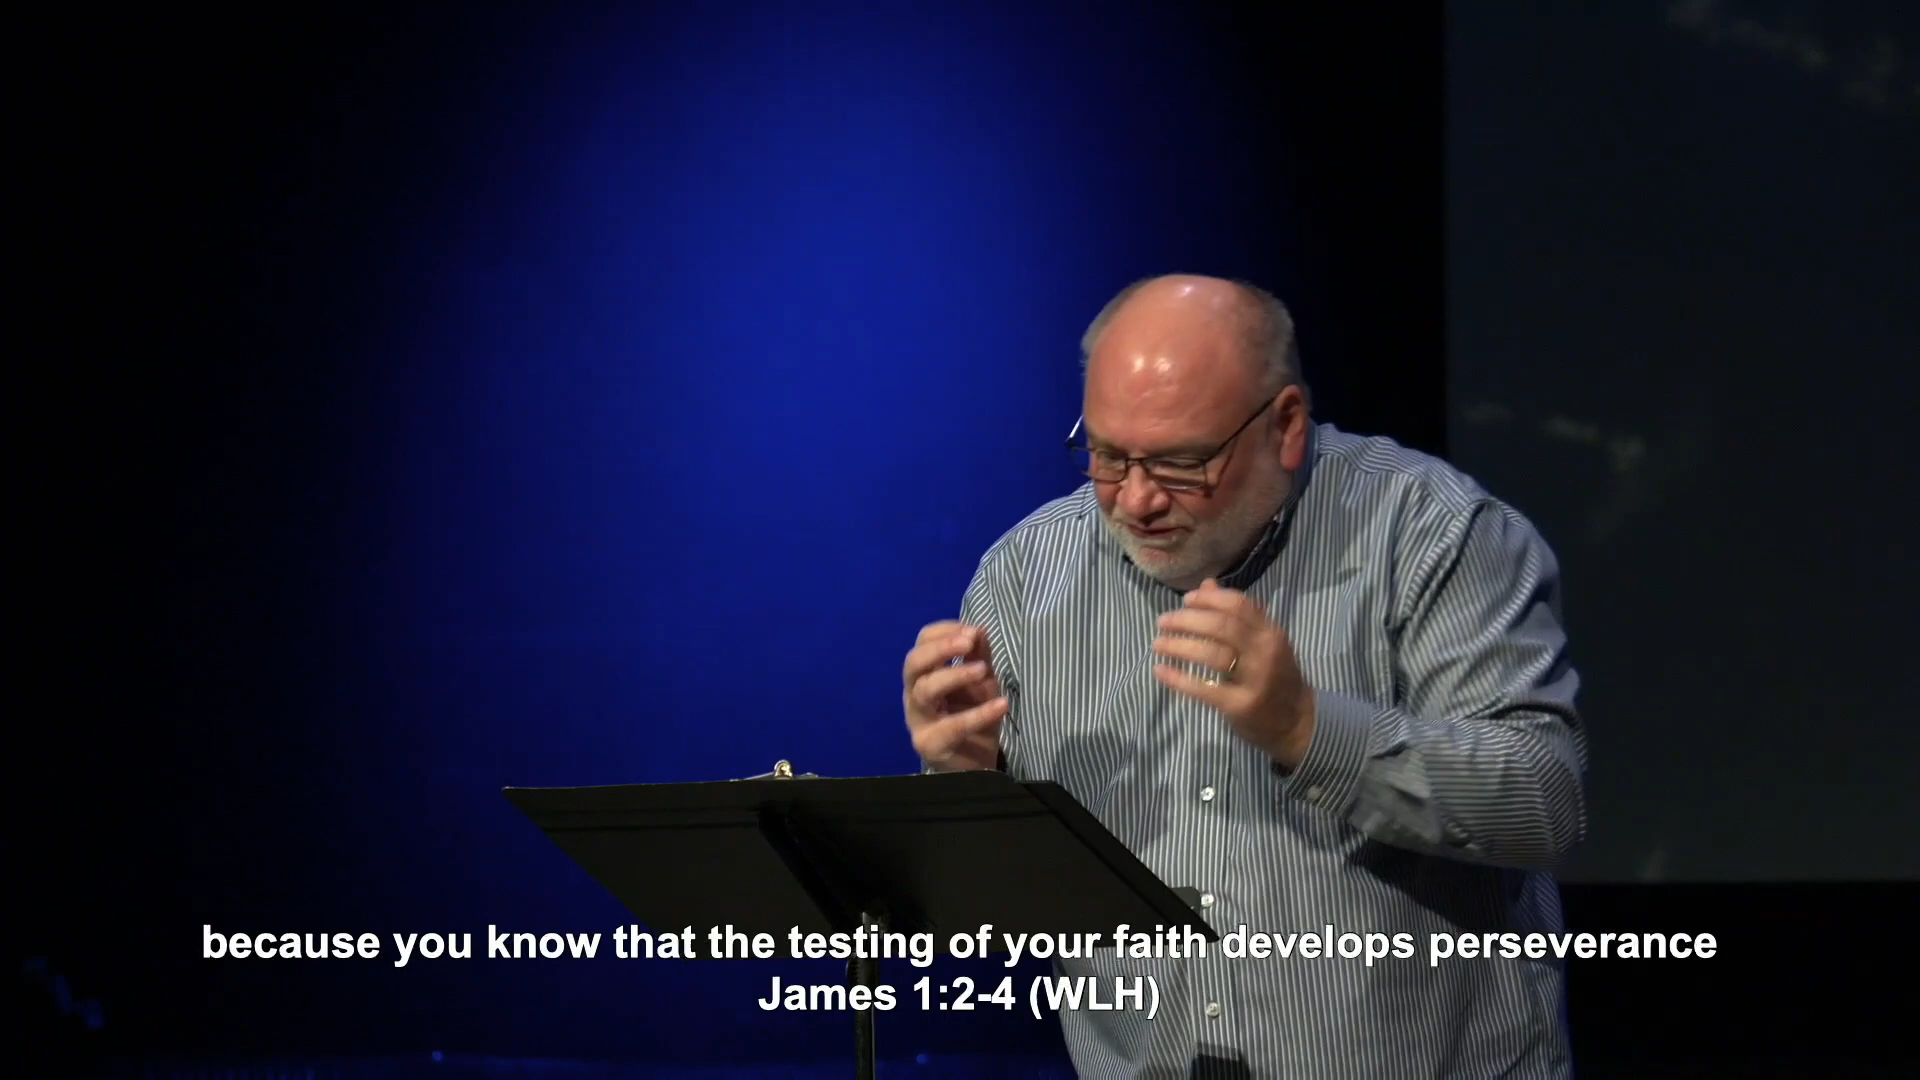 because you know that the testing of your faith develops perseverance
James 1:2-4 (WLH)